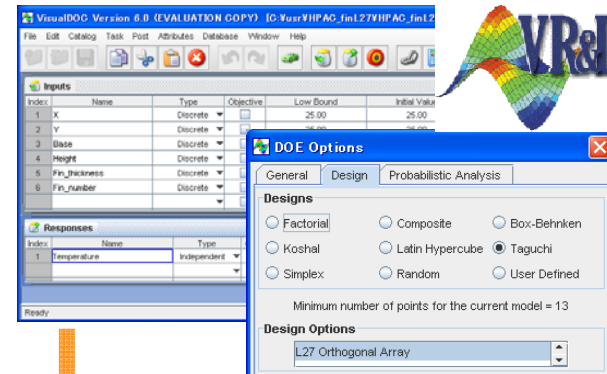 VisualDOC Version 6.0 (EVALUATION COPY) [C:¥usr¥HPAC_finL27¥HPAC_finL2
File Edit Catalog Task Post Attributes Database Window Help
VR&D
Inputs
Index Name Type Objective Low Bound Initial Value
1 X Discrete 25.00 25.00
2 Y Discrete 25.00 25.00
3 Base Discrete
4 Height Discrete
5 Fin_thickness Discrete
6 Fin_number Discrete
Responses
Index Name Type
1 Temperature Independent
Ready
DOE Options
General Design Probabilistic Analysis
Designs
Factorial Composite Box-Behnken
Koshal Latin Hypercube Taguchi
Simplex Random User Defined
Minimum number of points for the current model = 13
Design Options
L27 Orthogonal Array